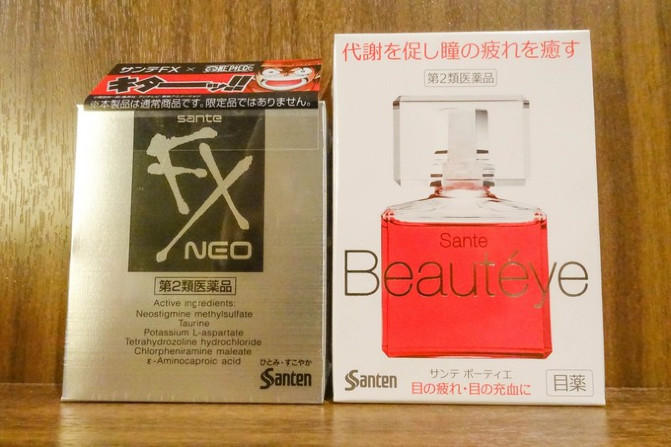 サンテFX × ONE PIECE
キターッ!!
※本製品は通常商品です。限定品ではありません。
sante
FX
NEO
第2類医薬品
Active ingredients:
Neostigmine methylsulfate
Taurine
Potassium L-aspartate
Tetrahydrozoline hydrochloride
Chlorpheniramine maleate
ε-Aminocaproic acid
ひとみ・すこやか
Santen
代謝を促し瞳の疲れを癒す
第2類医薬品
Sante
Beautéye
サンテ ボーティエ
Santen
目の疲れ・目の充血に
目薬